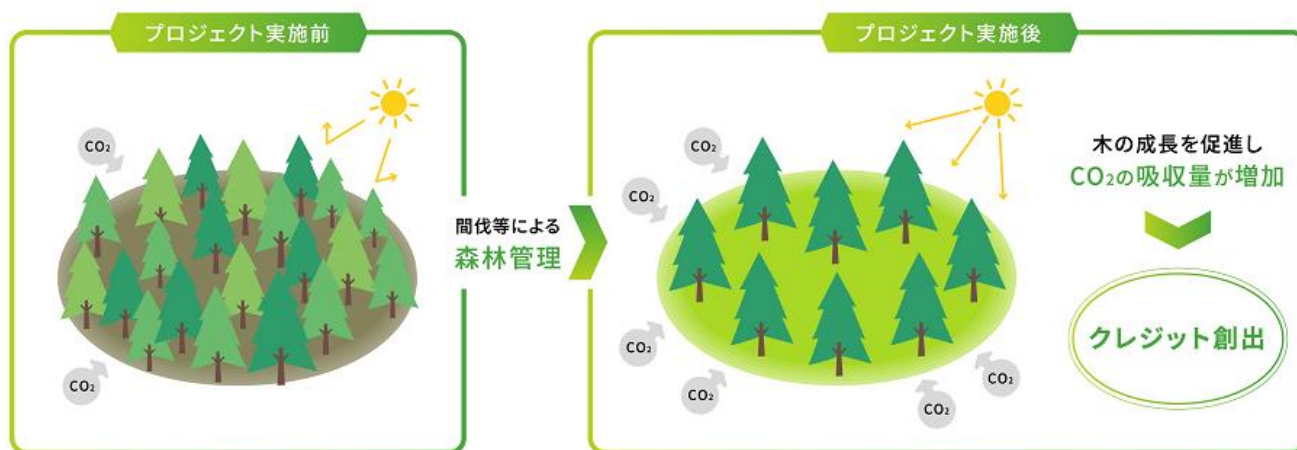 プロジェクト実施前
CO₂
CO₂
間伐等による
森林管理
プロジェクト実施後
CO₂
CO₂
CO₂
CO₂
CO₂
CO₂
木の成長を促進し
CO₂の吸収量が増加
クレジット創出